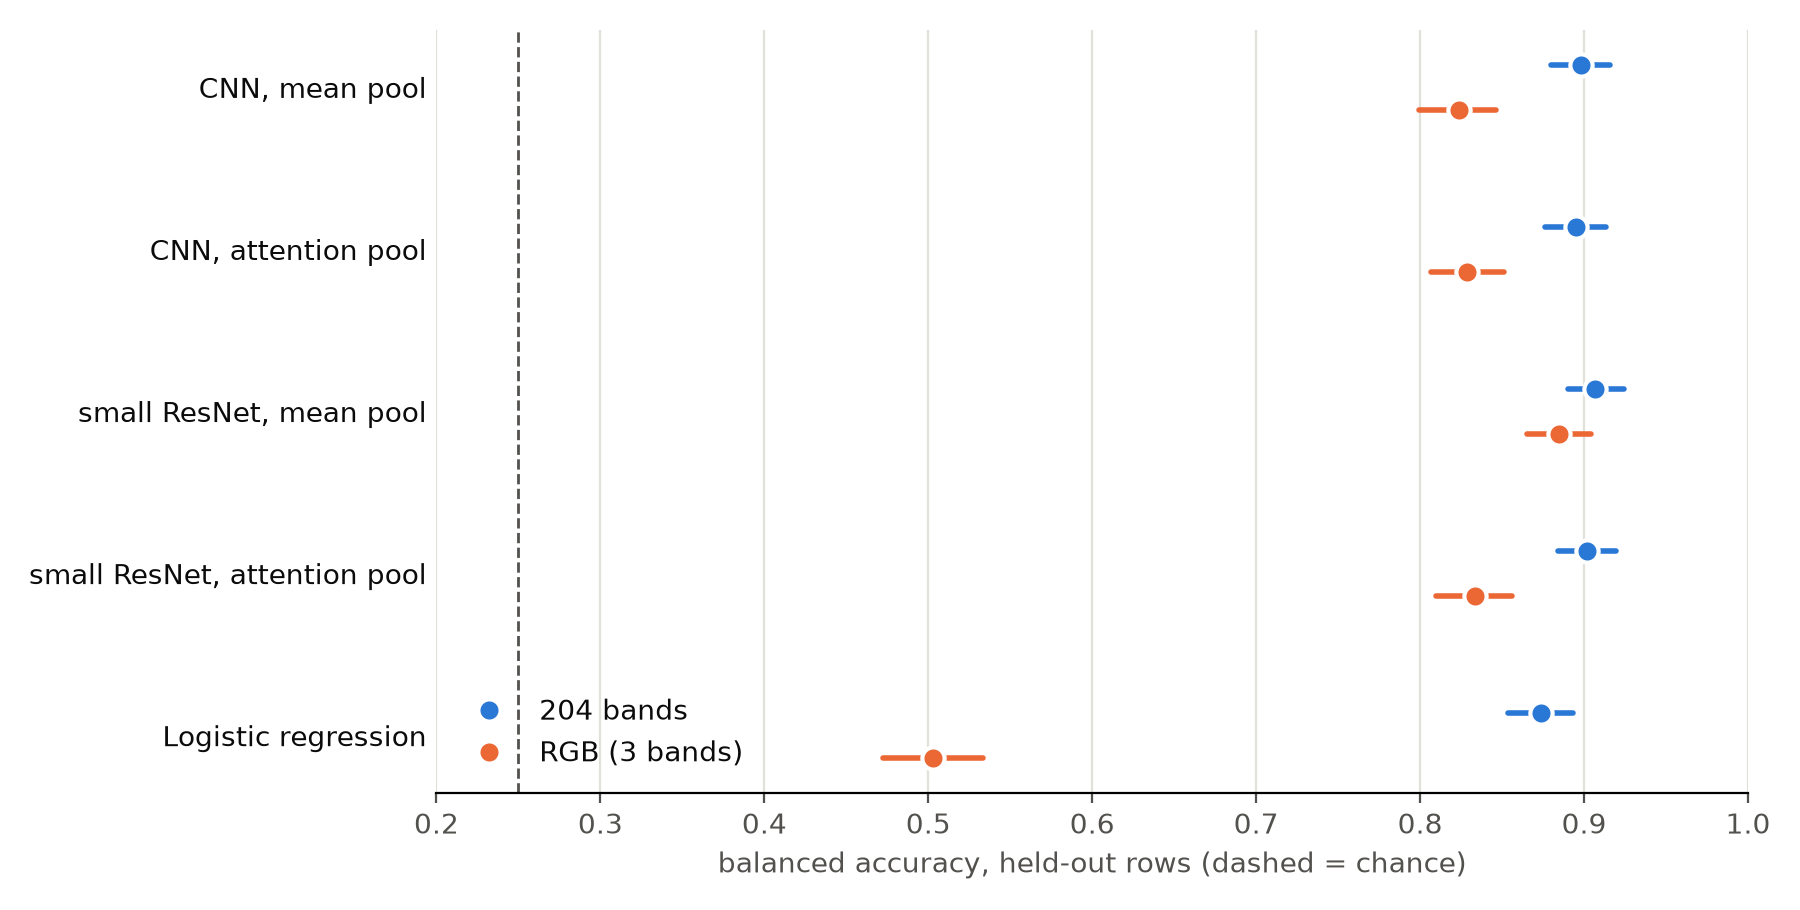 CNN, mean pool
CNN, attention pool
small ResNet, mean pool
small ResNet, attention pool
Logistic regression
204 bands
RGB (3 bands)
0.2 0.3 0.4 0.5 0.6 0.7 0.8 0.9 1.0
balanced accuracy, held-out rows (dashed = chance)